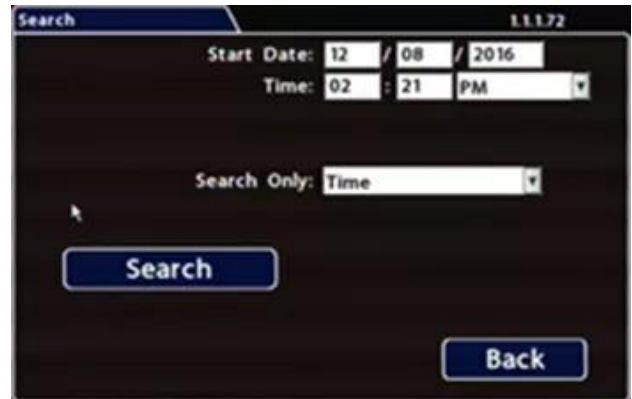 Search 1.1.1.72
Start Date: 12 / 08 / 2016
Time: 02 : 21 PM
Search Only: Time
Search
Back